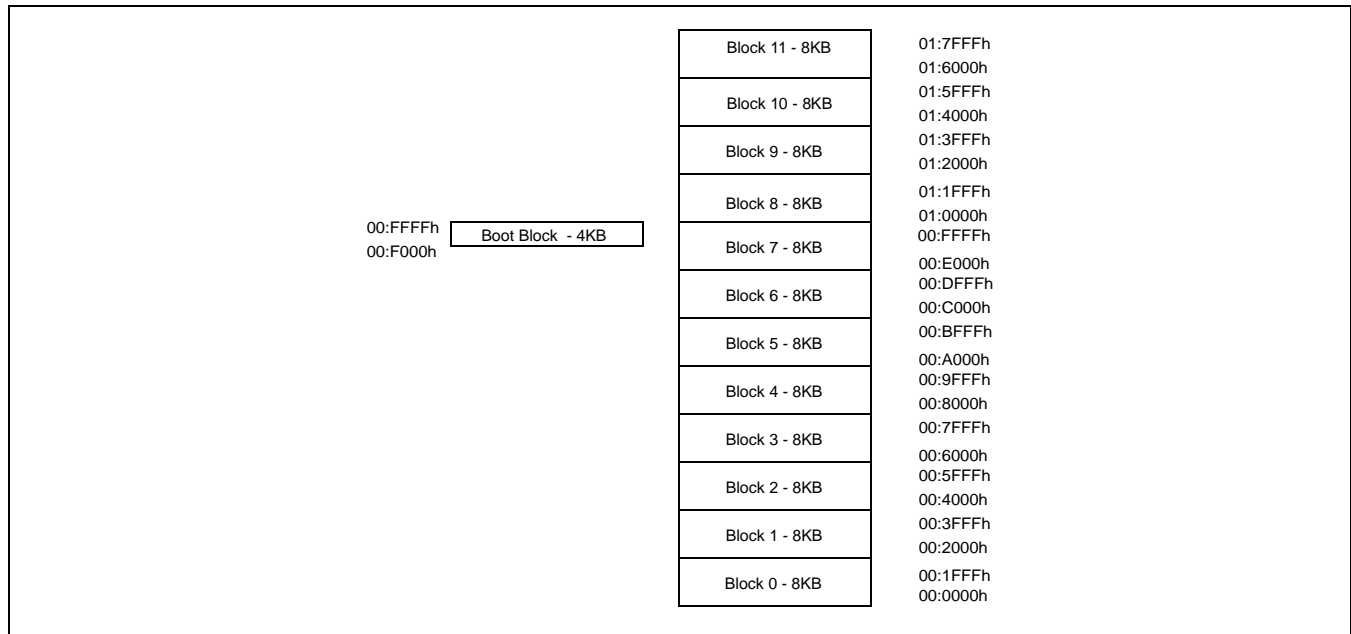 Block 11 - 8KB
01:7FFFh
01:6000h
Block 10 - 8KB
01:5FFFh
01:4000h
Block 9 - 8KB
01:3FFFh
01:2000h
Block 8 - 8KB
01:1FFFh
01:0000h
00:FFFFh
Boot Block - 4KB
00:F000h
Block 7 - 8KB
00:FFFFh
00:E000h
Block 6 - 8KB
00:DFFFh
00:C000h
Block 5 - 8KB
00:BFFFh
00:A000h
Block 4 - 8KB
00:9FFFh
00:8000h
Block 3 - 8KB
00:7FFFh
00:6000h
Block 2 - 8KB
00:5FFFh
00:4000h
Block 1 - 8KB
00:3FFFh
00:2000h
Block 0 - 8KB
00:1FFFh
00:0000h